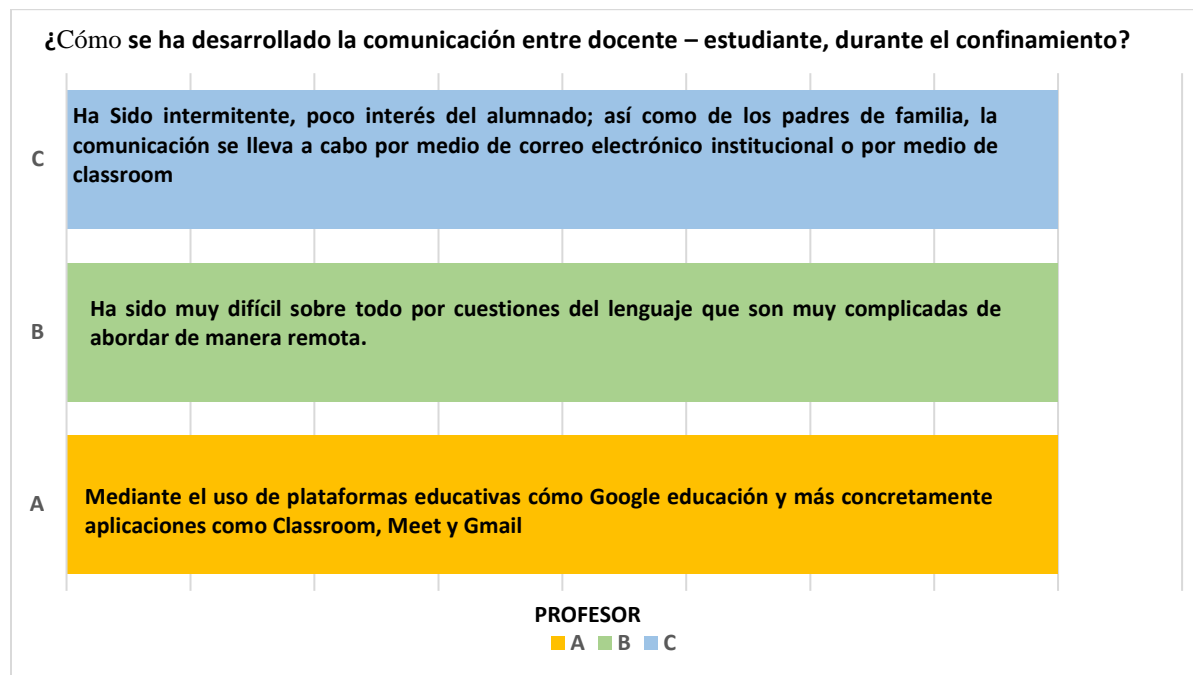 ¿Cómo se ha desarrollado la comunicación entre docente – estudiante, durante el confinamiento?
C
Ha Sido intermitente, poco interés del alumnado; así como de los padres de familia, la
comunicación se lleva a cabo por medio de correo electrónico institucional o por medio de
classroom
B
Ha sido muy difícil sobre todo por cuestiones del lenguaje que son muy complicadas de
abordar de manera remota.
A
Mediante el uso de plataformas educativas cómo Google educación y más concretamente
aplicaciones como Classroom, Meet y Gmail
PROFESOR
A B C